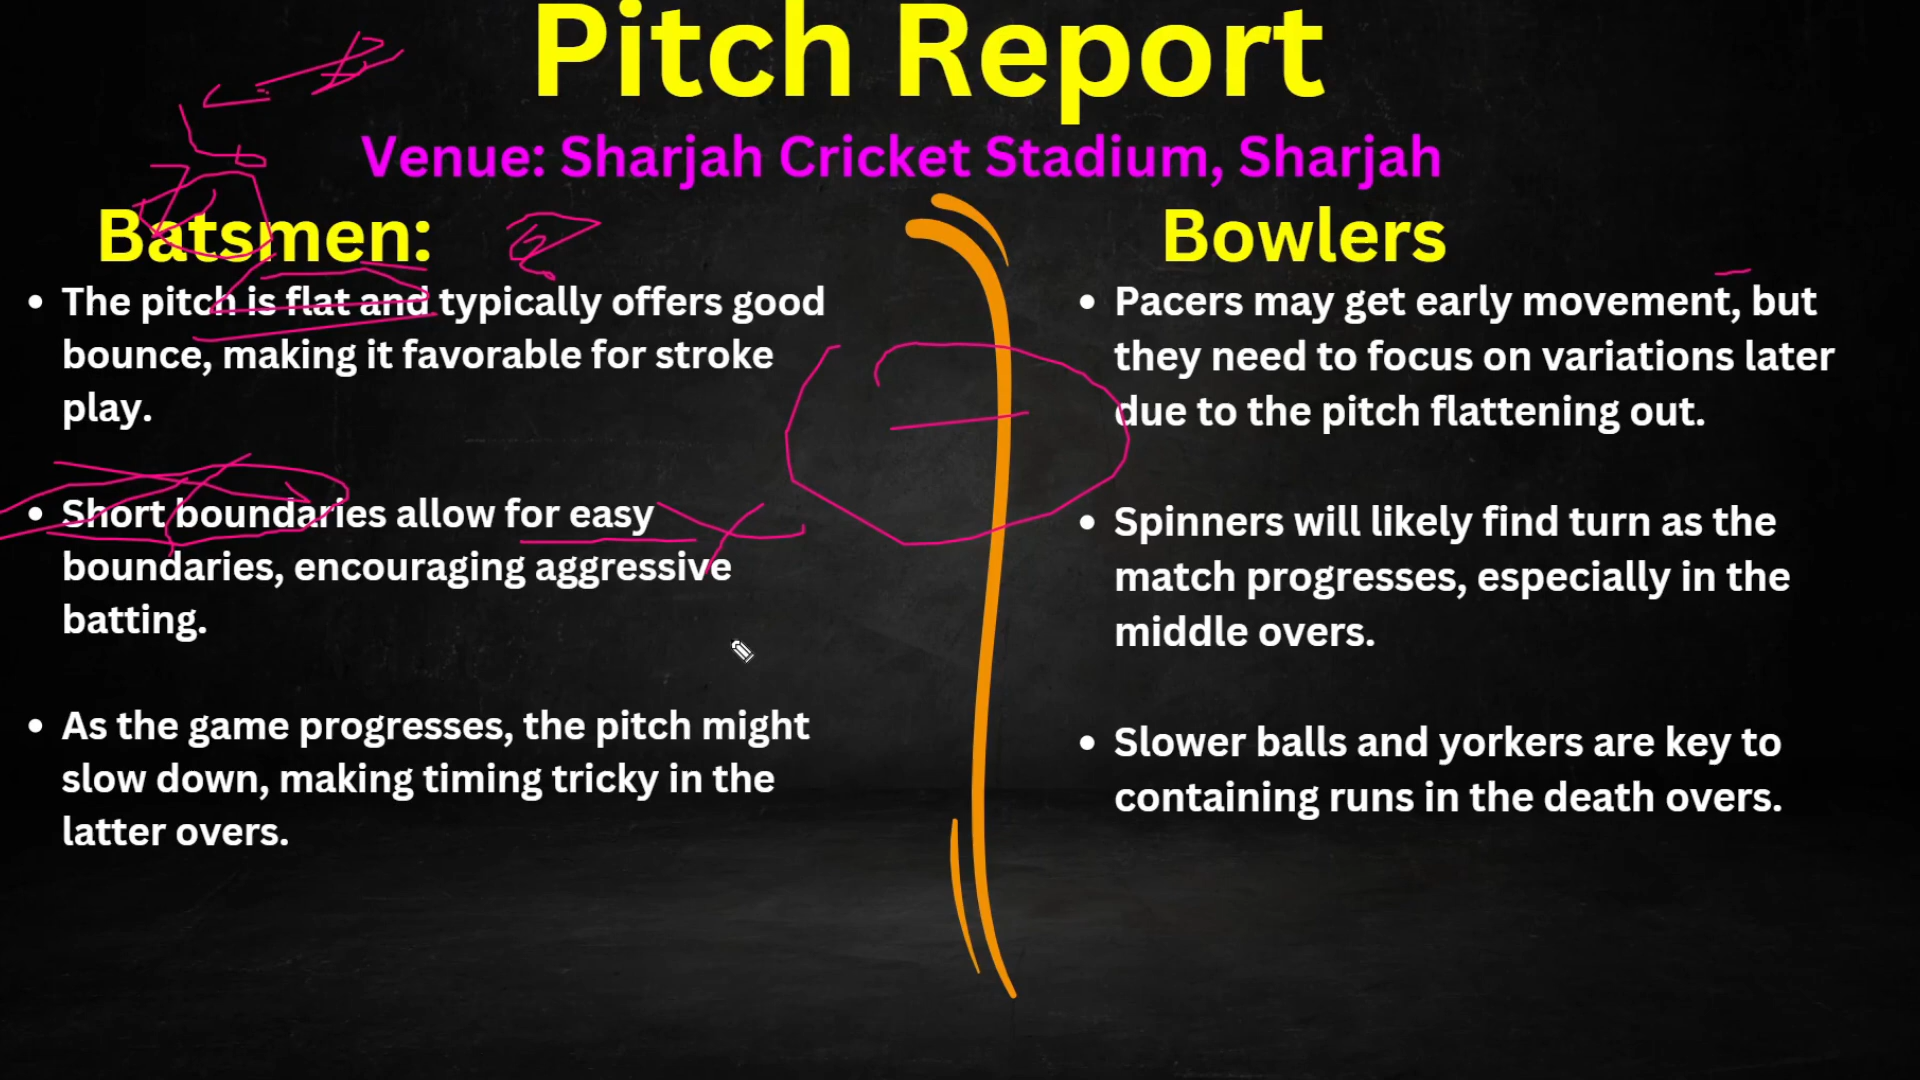 Pitch Report
Venue: Sharjah Cricket Stadium, Sharjah
Batsmen:
• The pitch is flat and typically offers good
bounce, making it favorable for stroke
play.
• Short boundaries allow for easy
boundaries, encouraging aggressive
batting.
• As the game progresses, the pitch might
slow down, making timing tricky in the
latter overs.
Bowlers
• Pacers may get early movement, but
they need to focus on variations later
due to the pitch flattening out.
• Spinners will likely find turn as the
match progresses, especially in the
middle overs.
• Slower balls and yorkers are key to
containing runs in the death overs.